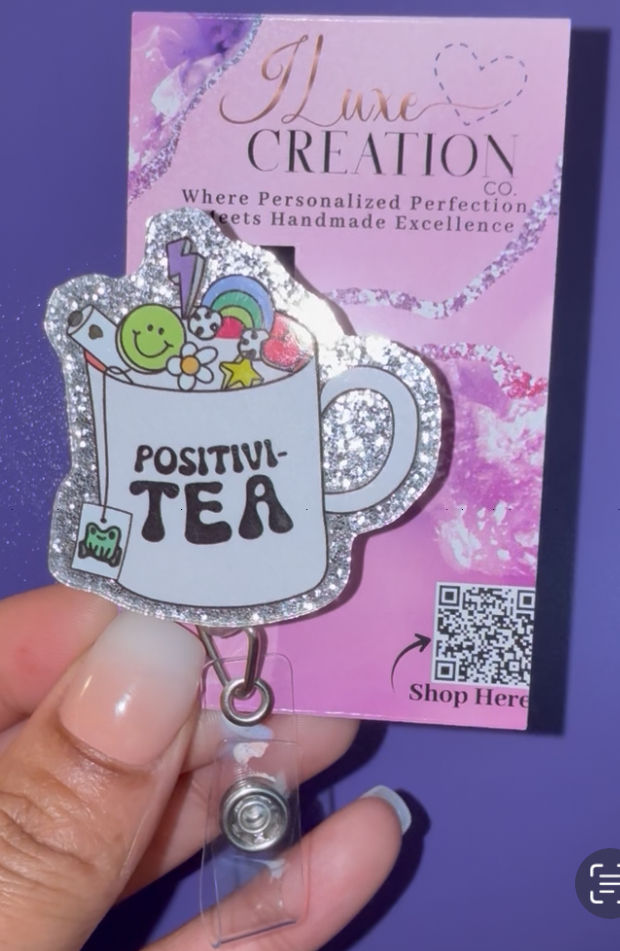 JLuxe
CREATION
CO.
Where Personalized Perfection
Meets Handmade Excellence
POSITIVI-
TEA
Shop Here